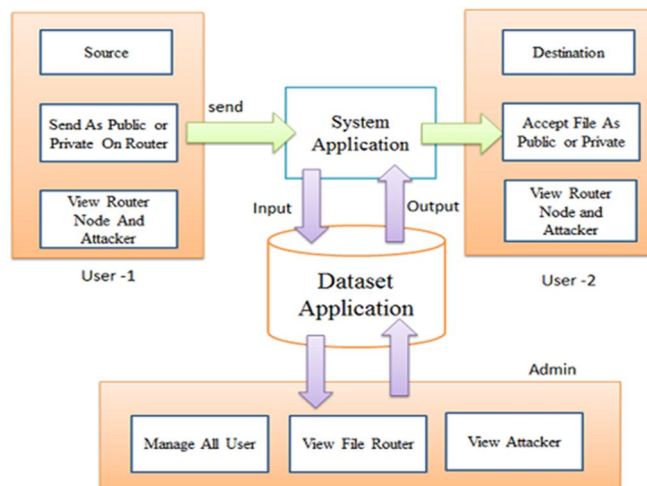 Source
Send As Public or
Private On Router
View Router
Node And
Attacker
User -1
send
System
Application
Input
Output
Dataset
Application
Destination
Accept File As
Public or Private
View Router
Node and
Attacker
User -2
Admin
Manage All User
View File Router
View Attacker